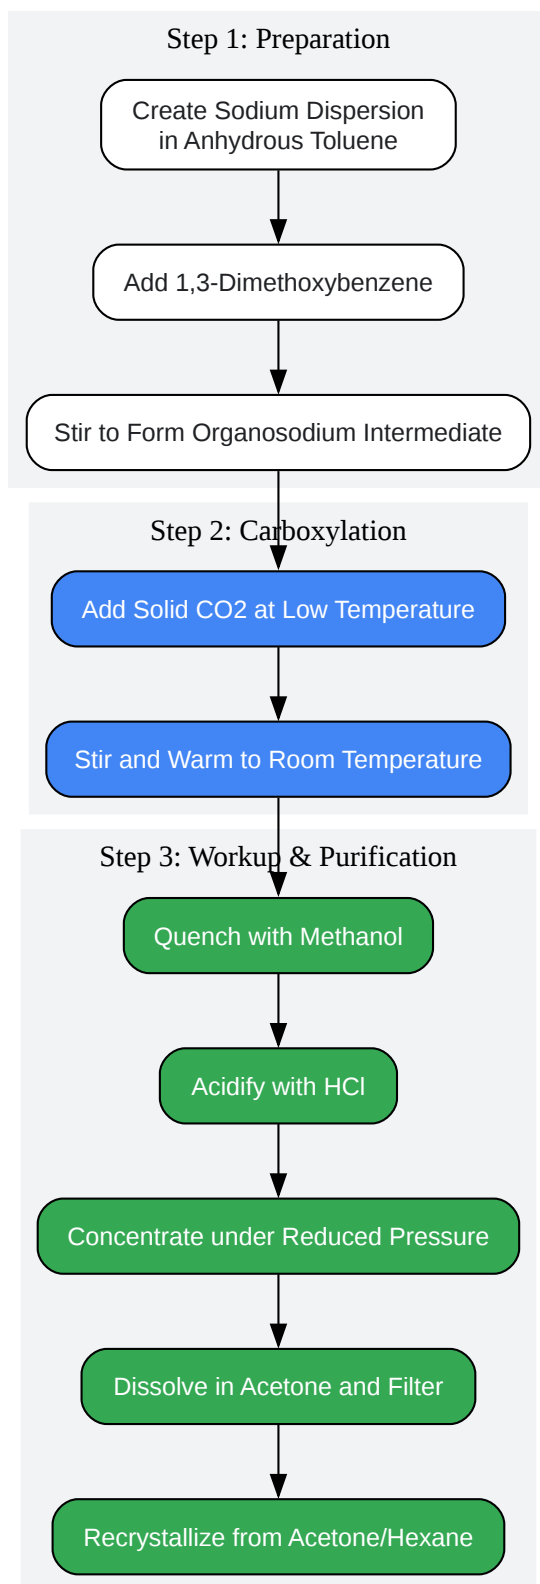 Step 1: Preparation
Create Sodium Dispersion
in Anhydrous Toluene
Add 1,3-Dimethoxybenzene
Stir to Form Organosodium Intermediate
Step 2: Carboxylation
Add Solid CO2 at Low Temperature
Stir and Warm to Room Temperature
Step 3: Workup & Purification
Quench with Methanol
Acidify with HCl
Concentrate under Reduced Pressure
Dissolve in Acetone and Filter
Recrystallize from Acetone/Hexane